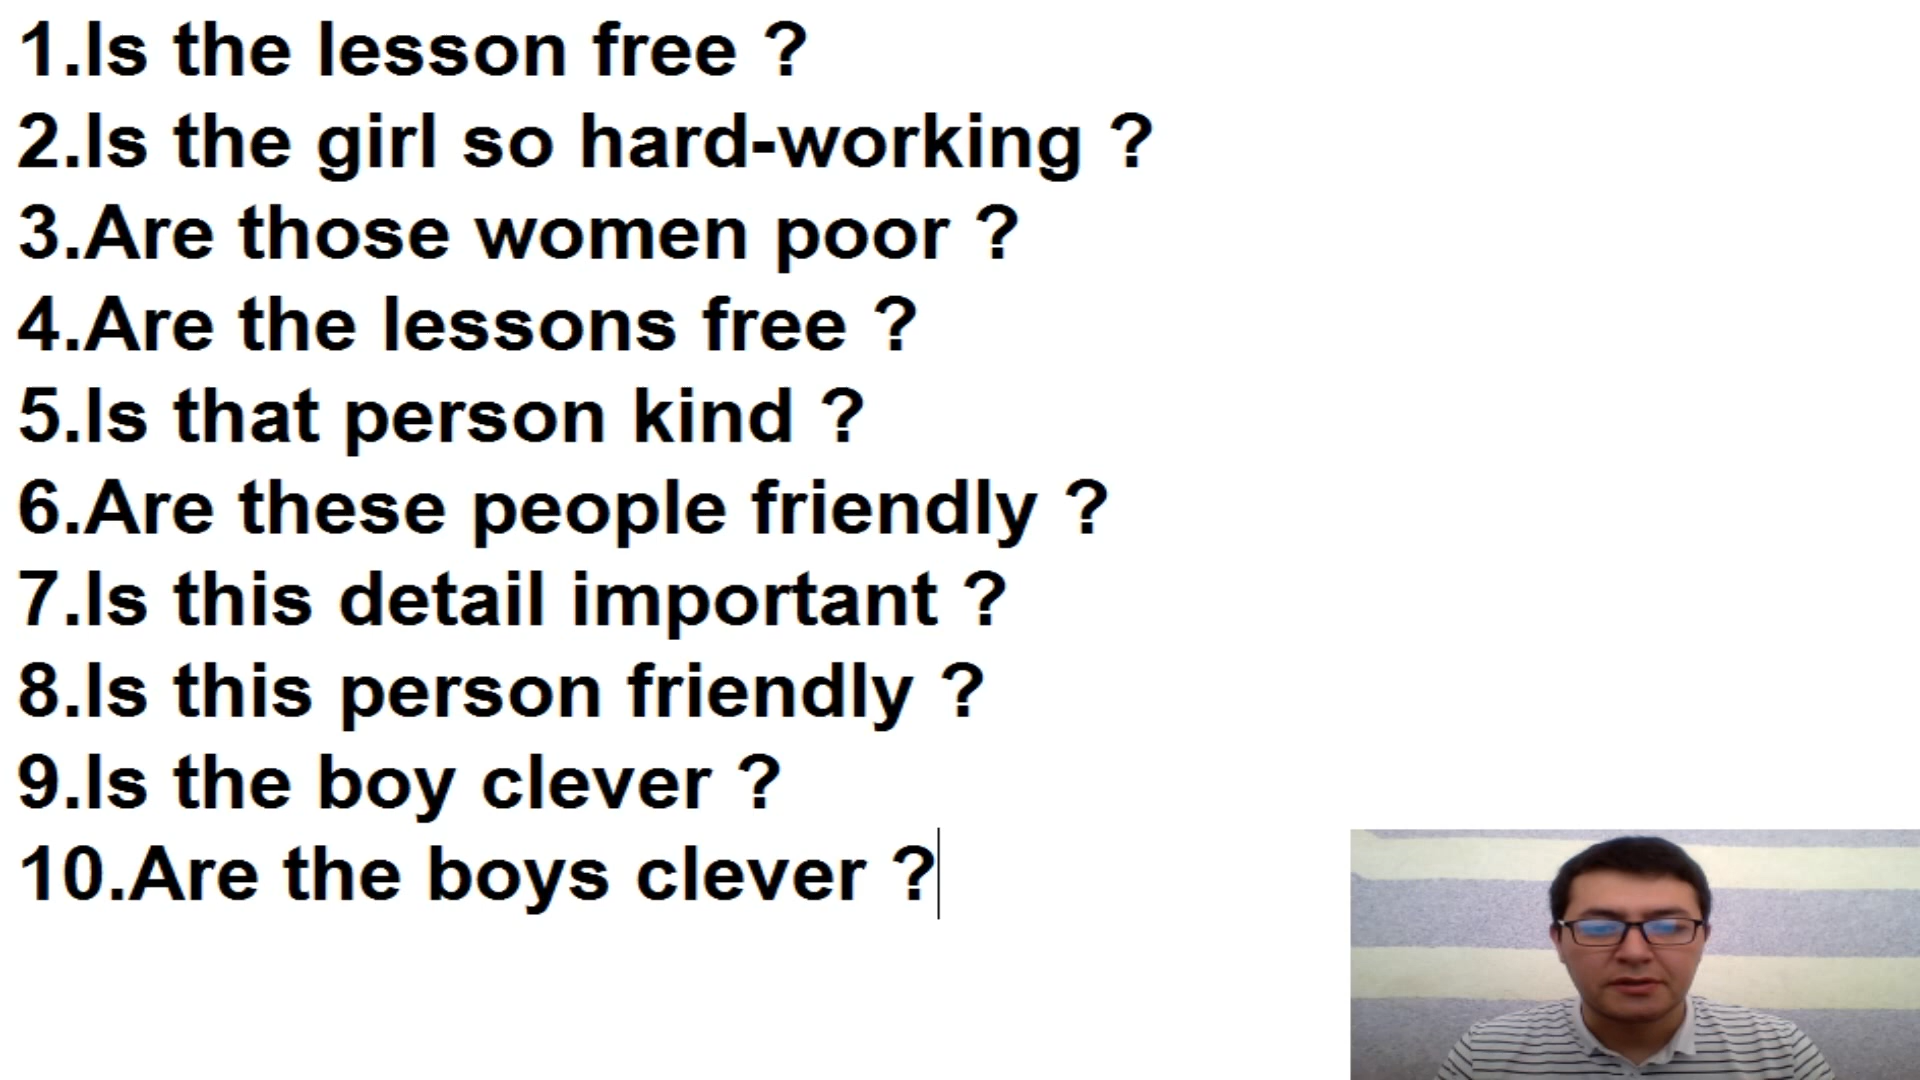 1.Is the lesson free ?
2.Is the girl so hard-working ?
3.Are those women poor ?
4.Are the lessons free ?
5.Is that person kind ?
6.Are these people friendly ?
7.Is this detail important ?
8.Is this person friendly ?
9.Is the boy clever ?
10.Are the boys clever ?